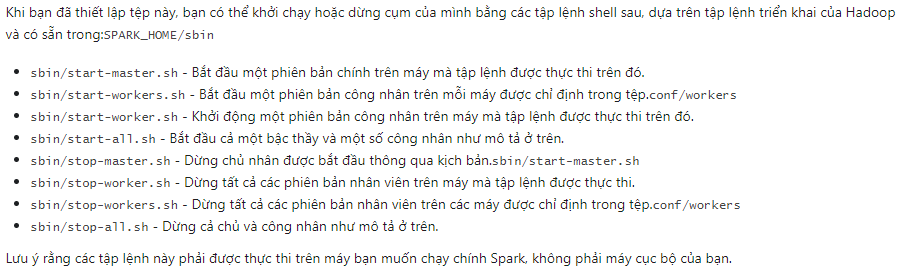 Khi bạn đã thiết lập tệp này, bạn có thể khởi chạy hoặc dừng cụm của mình bằng các tập lệnh shell sau, dựa trên tập lệnh triển khai của Hadoop
và có sẵn trong:SPARK_HOME/sbin
• sbin/start-master.sh - Bắt đầu một phiên bản chính trên máy mà tập lệnh được thực thi trên đó.
• sbin/start-workers.sh - Bắt đầu một phiên bản công nhân trên mỗi máy được chỉ định trong tệp.conf/workers
• sbin/start-worker.sh - Khởi động một phiên bản công nhân trên máy mà tập lệnh được thực thi trên đó.
• sbin/start-all.sh - Bắt đầu cả một bậc thầy và một số công nhân như mô tả ở trên.
• sbin/stop-master.sh - Dừng chủ nhân được bắt đầu thông qua kịch bản.sbin/start-master.sh
• sbin/stop-worker.sh - Dừng tất cả các phiên bản nhân viên trên máy mà tập lệnh được thực thi.
• sbin/stop-workers.sh - Dừng tất cả các phiên bản nhân viên trên các máy được chỉ định trong tệp.conf/workers
• sbin/stop-all.sh - Dừng cả chủ và công nhân như mô tả ở trên.
Lưu ý rằng các tập lệnh này phải được thực thi trên máy bạn muốn chạy chính Spark, không phải máy cục bộ của bạn.